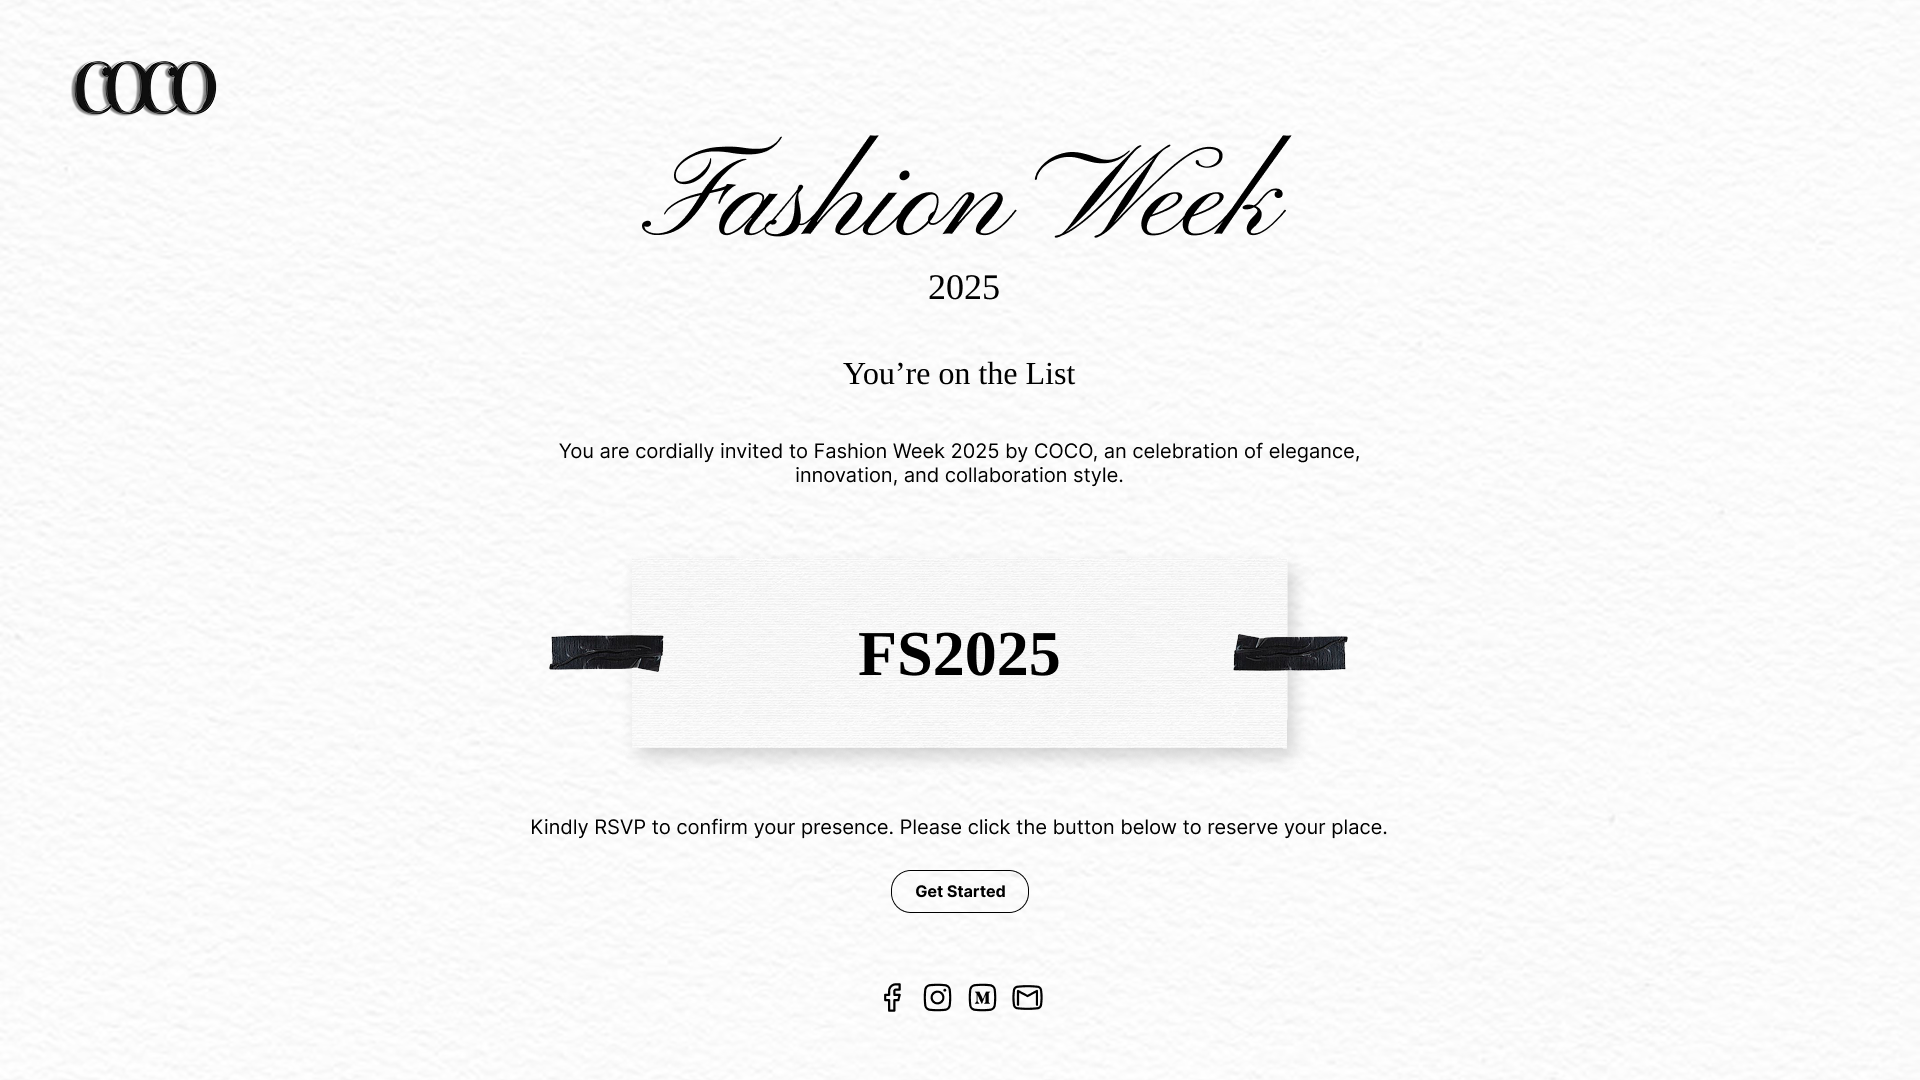 COCO
Fashion Week
2025
You’re on the List
You are cordially invited to Fashion Week 2025 by COCO, an celebration of elegance,
innovation, and collaboration style.
FS2025
Kindly RSVP to confirm your presence. Please click the button below to reserve your place.
Get Started
M